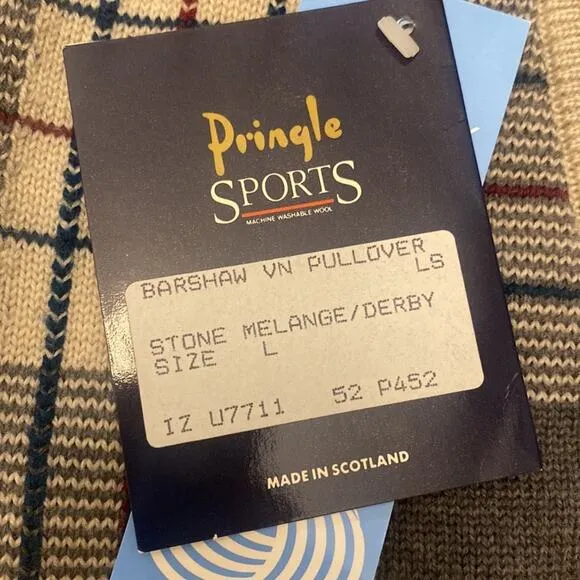 Pringle
SPORTS
MACHINE WASHABLE WOOL
BARSHAW VN PULLOVER
LS
STONE MELANGE/DERBY
SIZE L
IZ U7711 52 P452
MADE IN SCOTLAND